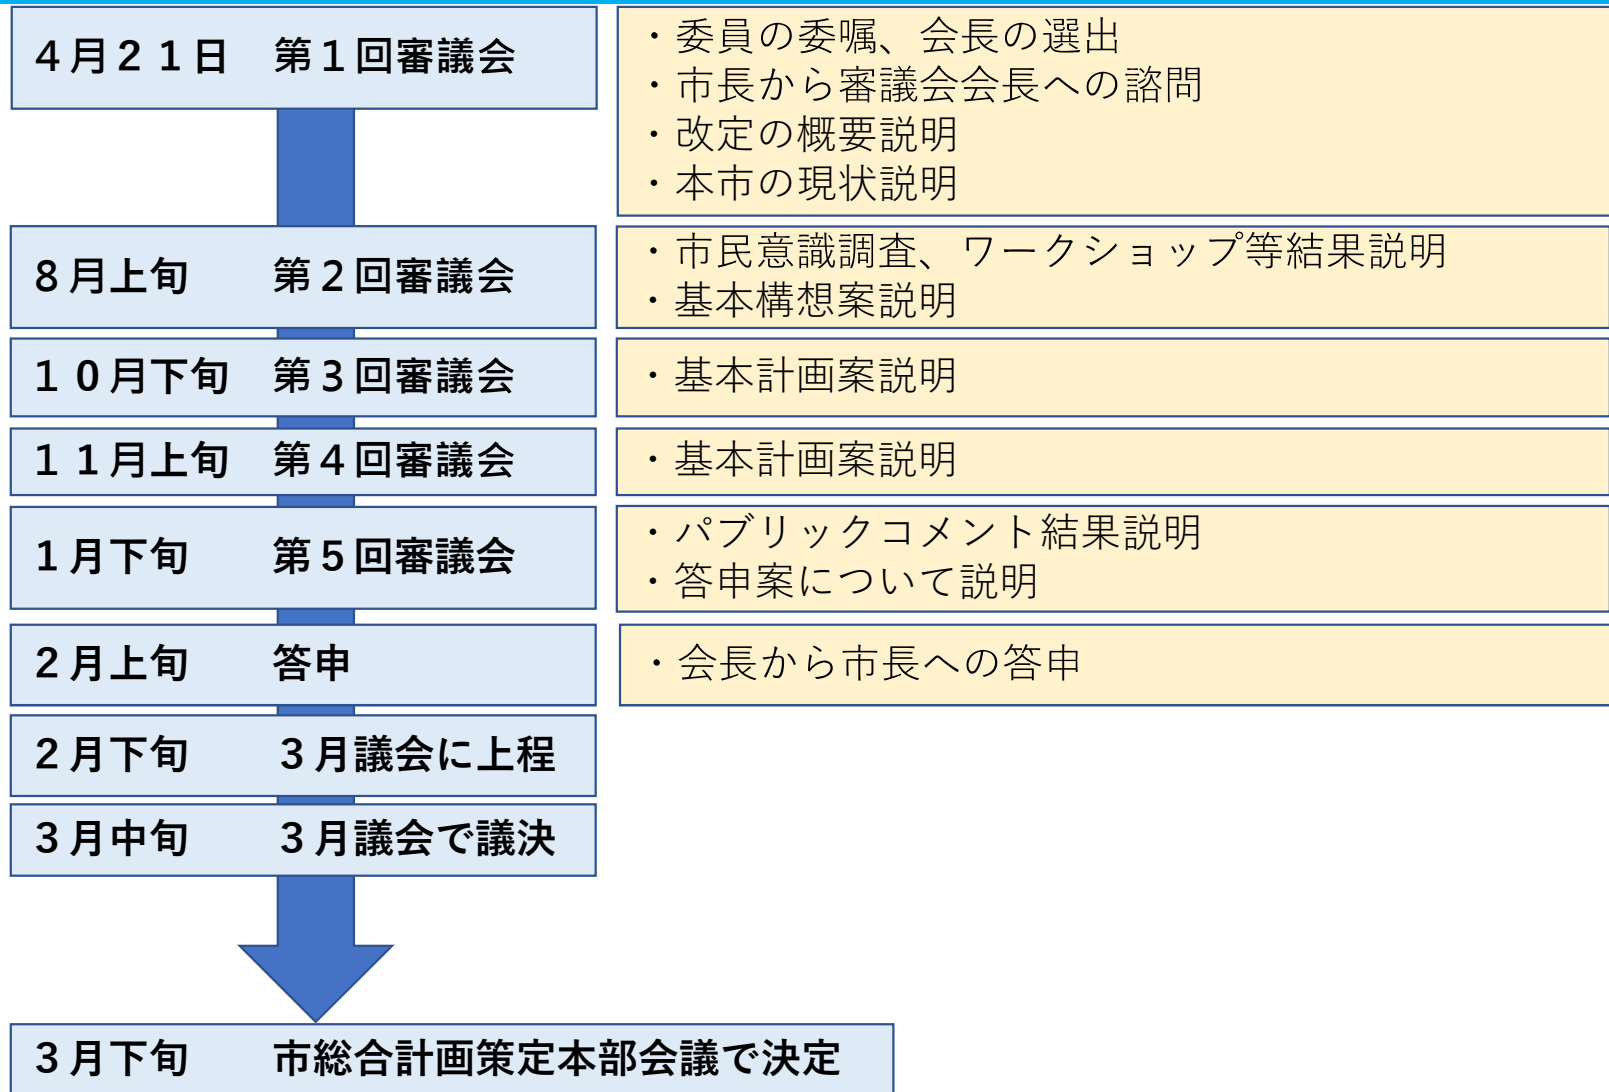 ４月２１日　第１回審議会
・委員の委嘱、会長の選出
・市長から審議会会長への諮問
・改定の概要説明
・本市の現状説明
８月上旬　　第２回審議会
・市民意識調査、ワークショップ等結果説明
・基本構想案説明
１０月下旬　第３回審議会
・基本計画案説明
１１月上旬　第４回審議会
・基本計画案説明
１月下旬　　第５回審議会
・パブリックコメント結果説明
・答申案について説明
２月上旬　　答申
・会長から市長への答申
２月下旬　　３月議会に上程
３月中旬　　３月議会で議決
３月下旬　　市総合計画策定本部会議で決定